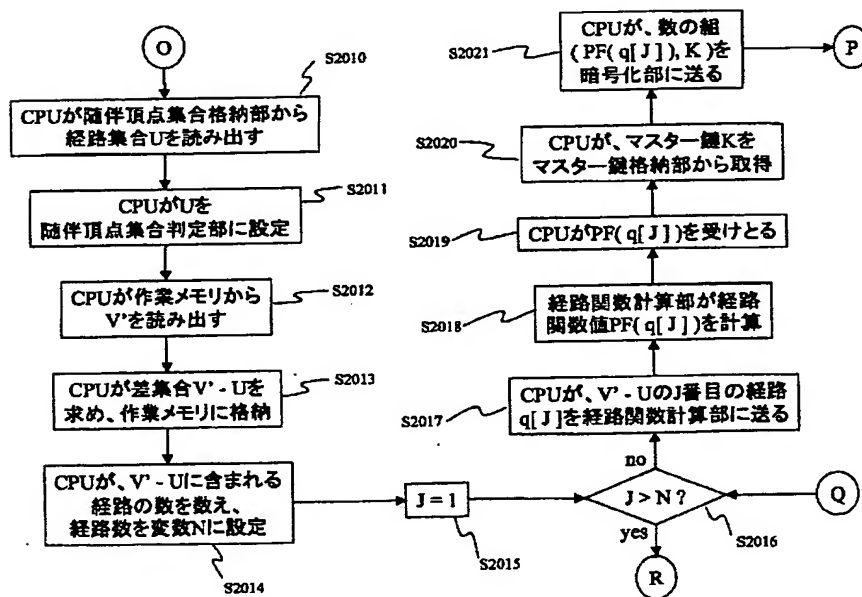 O
S2010
CPUが随伴頂点集合格納部から
経路集合Uを読み出す
S2011
CPUがUを
随伴頂点集合判定部に設定
S2012
CPUが作業メモリから
V'を読み出す
S2013
CPUが差集合V' - Uを
求め、作業メモリに格納
CPUが、V' - Uに含まれる
経路の数を数え、
経路数を変数Nに設定
S2014
J = 1
S2015
J > N ?
S2016
no
yes
Q
R
CPUが、V' - UのJ番目の経路
q[ J ]を経路関数計算部に送る
S2017
経路関数計算部が経路
関数値PF( q[ J ] )を計算
S2018
CPUがPF( q[ J ] )を受けとる
S2019
CPUが、マスター鍵Kを
マスター鍵格納部から取得
S2020
CPUが、数の組
( PF( q[ J ] ), K )を
暗号化部に送る
S2021
P